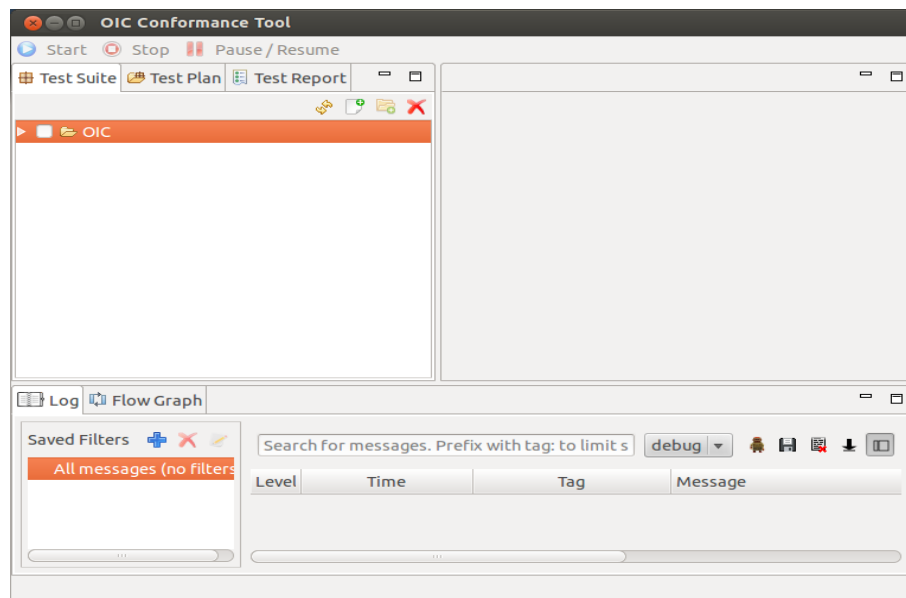 OIC Conformance Tool
Start Stop Pause / Resume
Test Suite Test Plan Test Report
OIC
Log Flow Graph
Saved Filters
All messages (no filters
Search for messages. Prefix with tag: to limit s debug
Level Time Tag Message